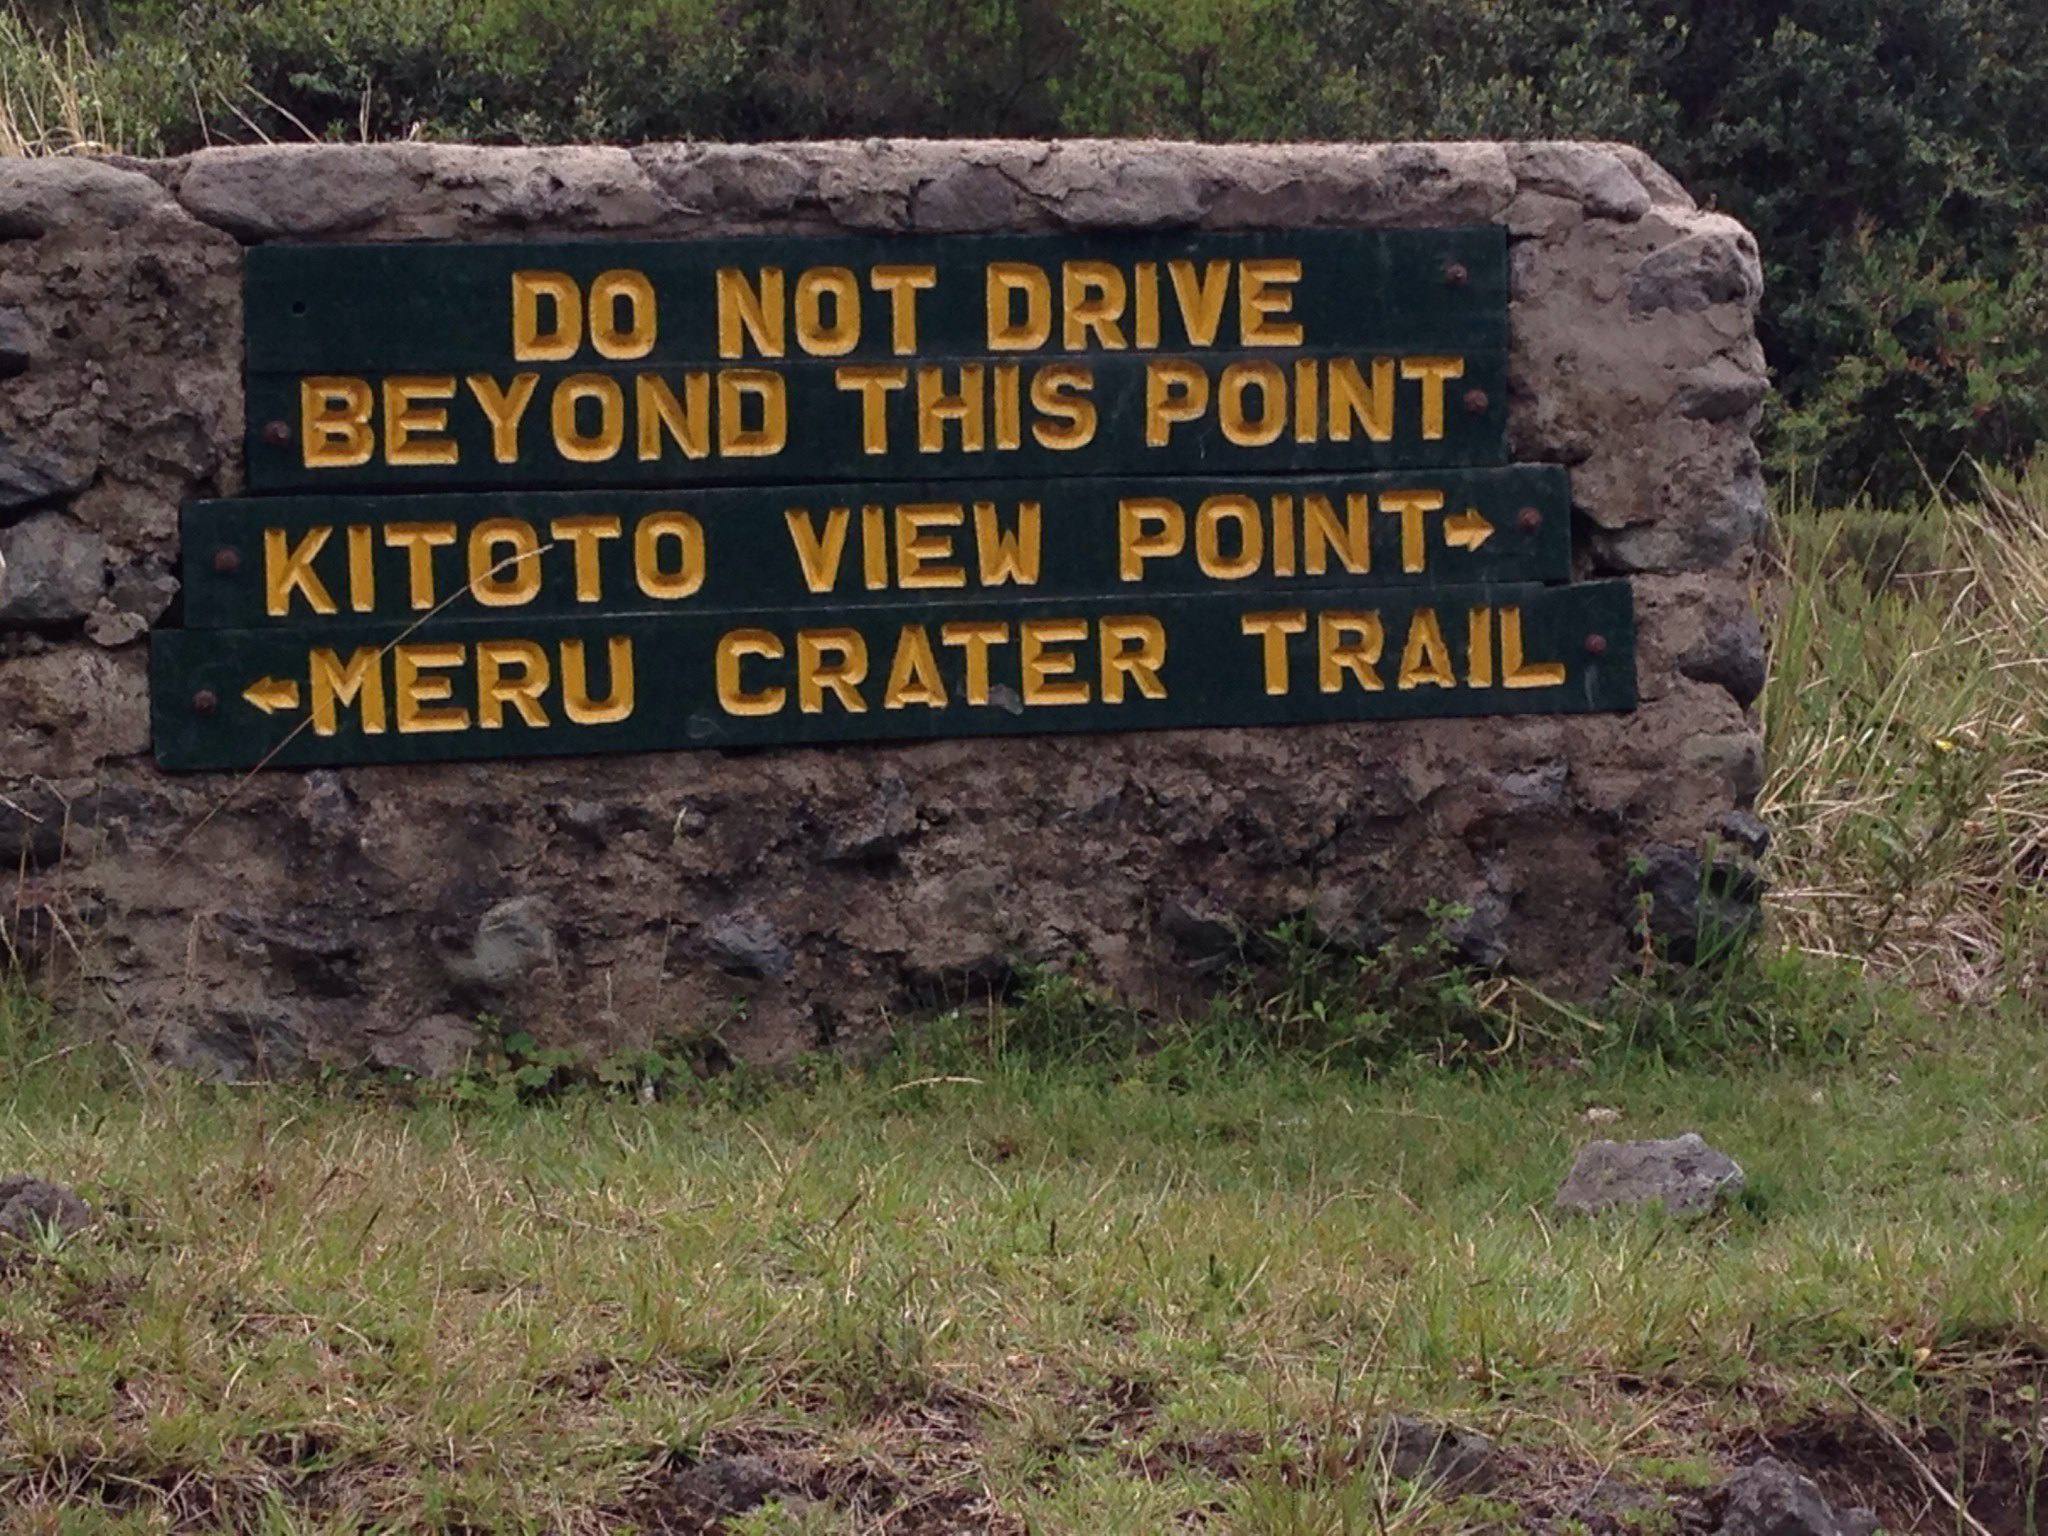 DO NOT DRIVE
BEYOND THIS POINT
KITOTO VIEW POINT→
←MERU CRATER TRAIL